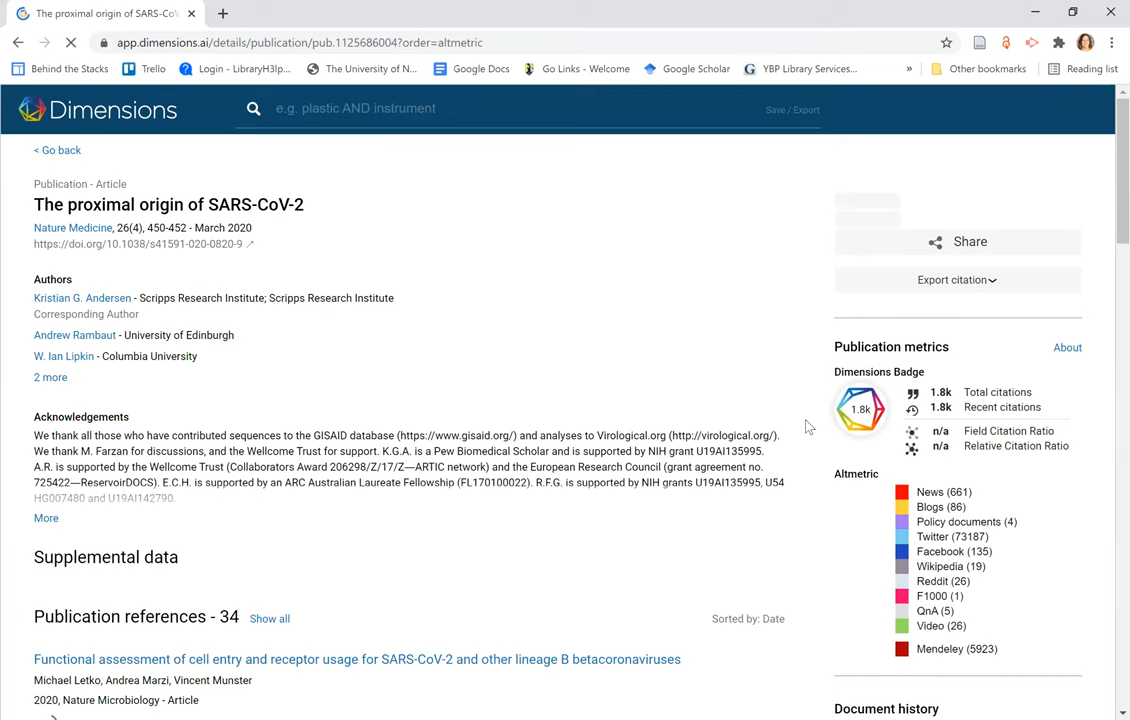 The proximal origin of SARS-CoV
app.dimensions.ai/details/publication/pub.1125686004?order=altmetric
Behind the Stacks
Trello
Login - LibraryH3lp...
The University of N...
Google Docs
Go Links - Welcome
Google Scholar
YBP Library Services...
»
Other bookmarks
Reading list
Dimensions
e.g. plastic AND instrument
Save / Export
< Go back
Publication - Article
The proximal origin of SARS-CoV-2
Nature Medicine, 26(4), 450-452 - March 2020
https://doi.org/10.1038/s41591-020-0820-9 ↗
Authors
Kristian G. Andersen - Scripps Research Institute; Scripps Research Institute
Corresponding Author
Andrew Rambaut - University of Edinburgh
W. Ian Lipkin - Columbia University
2 more
Acknowledgements
We thank all those who have contributed sequences to the GISAID database (https://www.gisaid.org/) and analyses to Virological.org (http://virological.org/).
We thank M. Farzan for discussions, and the Wellcome Trust for support. K.G.A. is a Pew Biomedical Scholar and is supported by NIH grant U19AI135995.
A.R. is supported by the Wellcome Trust (Collaborators Award 206298/Z/17/Z—ARTIC network) and the European Research Council (grant agreement no.
725422—ReservoirDOCS). E.C.H. is supported by an ARC Australian Laureate Fellowship (FL170100022). R.F.G. is supported by NIH grants U19AI135995, U54
HG007480 and U19AI142790.
More
Supplemental data
Publication references - 34 Show all
Sorted by: Date
Functional assessment of cell entry and receptor usage for SARS-CoV-2 and other lineage B betacoronaviruses
Michael Letko, Andrea Marzi, Vincent Munster
2020, Nature Microbiology - Article
Share
Export citation
Publication metrics
About
Dimensions Badge
1.8k
1.8k Total citations
1.8k Recent citations
n/a Field Citation Ratio
n/a Relative Citation Ratio
Altmetric
News (661)
Blogs (86)
Policy documents (4)
Twitter (73187)
Facebook (135)
Wikipedia (19)
Reddit (26)
F1000 (1)
QnA (5)
Video (26)
Mendeley (5923)
Document history